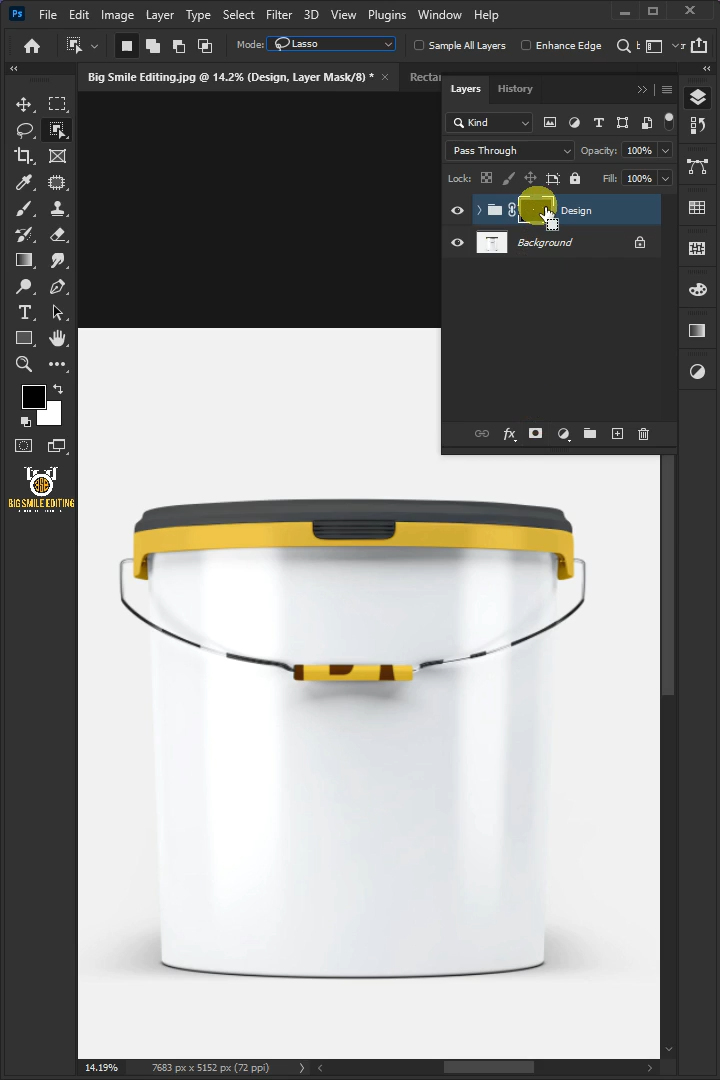 Ps File Edit Image Layer Type Select Filter 3D View Plugins Window Help
Mode: Lasso Sample All Layers Enhance Edge
Big Smile Editing.jpg @ 14.2% (Design, Layer Mask/8) * × Rectan
Layers History
Kind
Pass Through Opacity: 100%
Lock: Fill: 100%
Design
Background
fx
BIG SMILE EDITING
14.19% 7683 px x 5152 px (72 ppi)